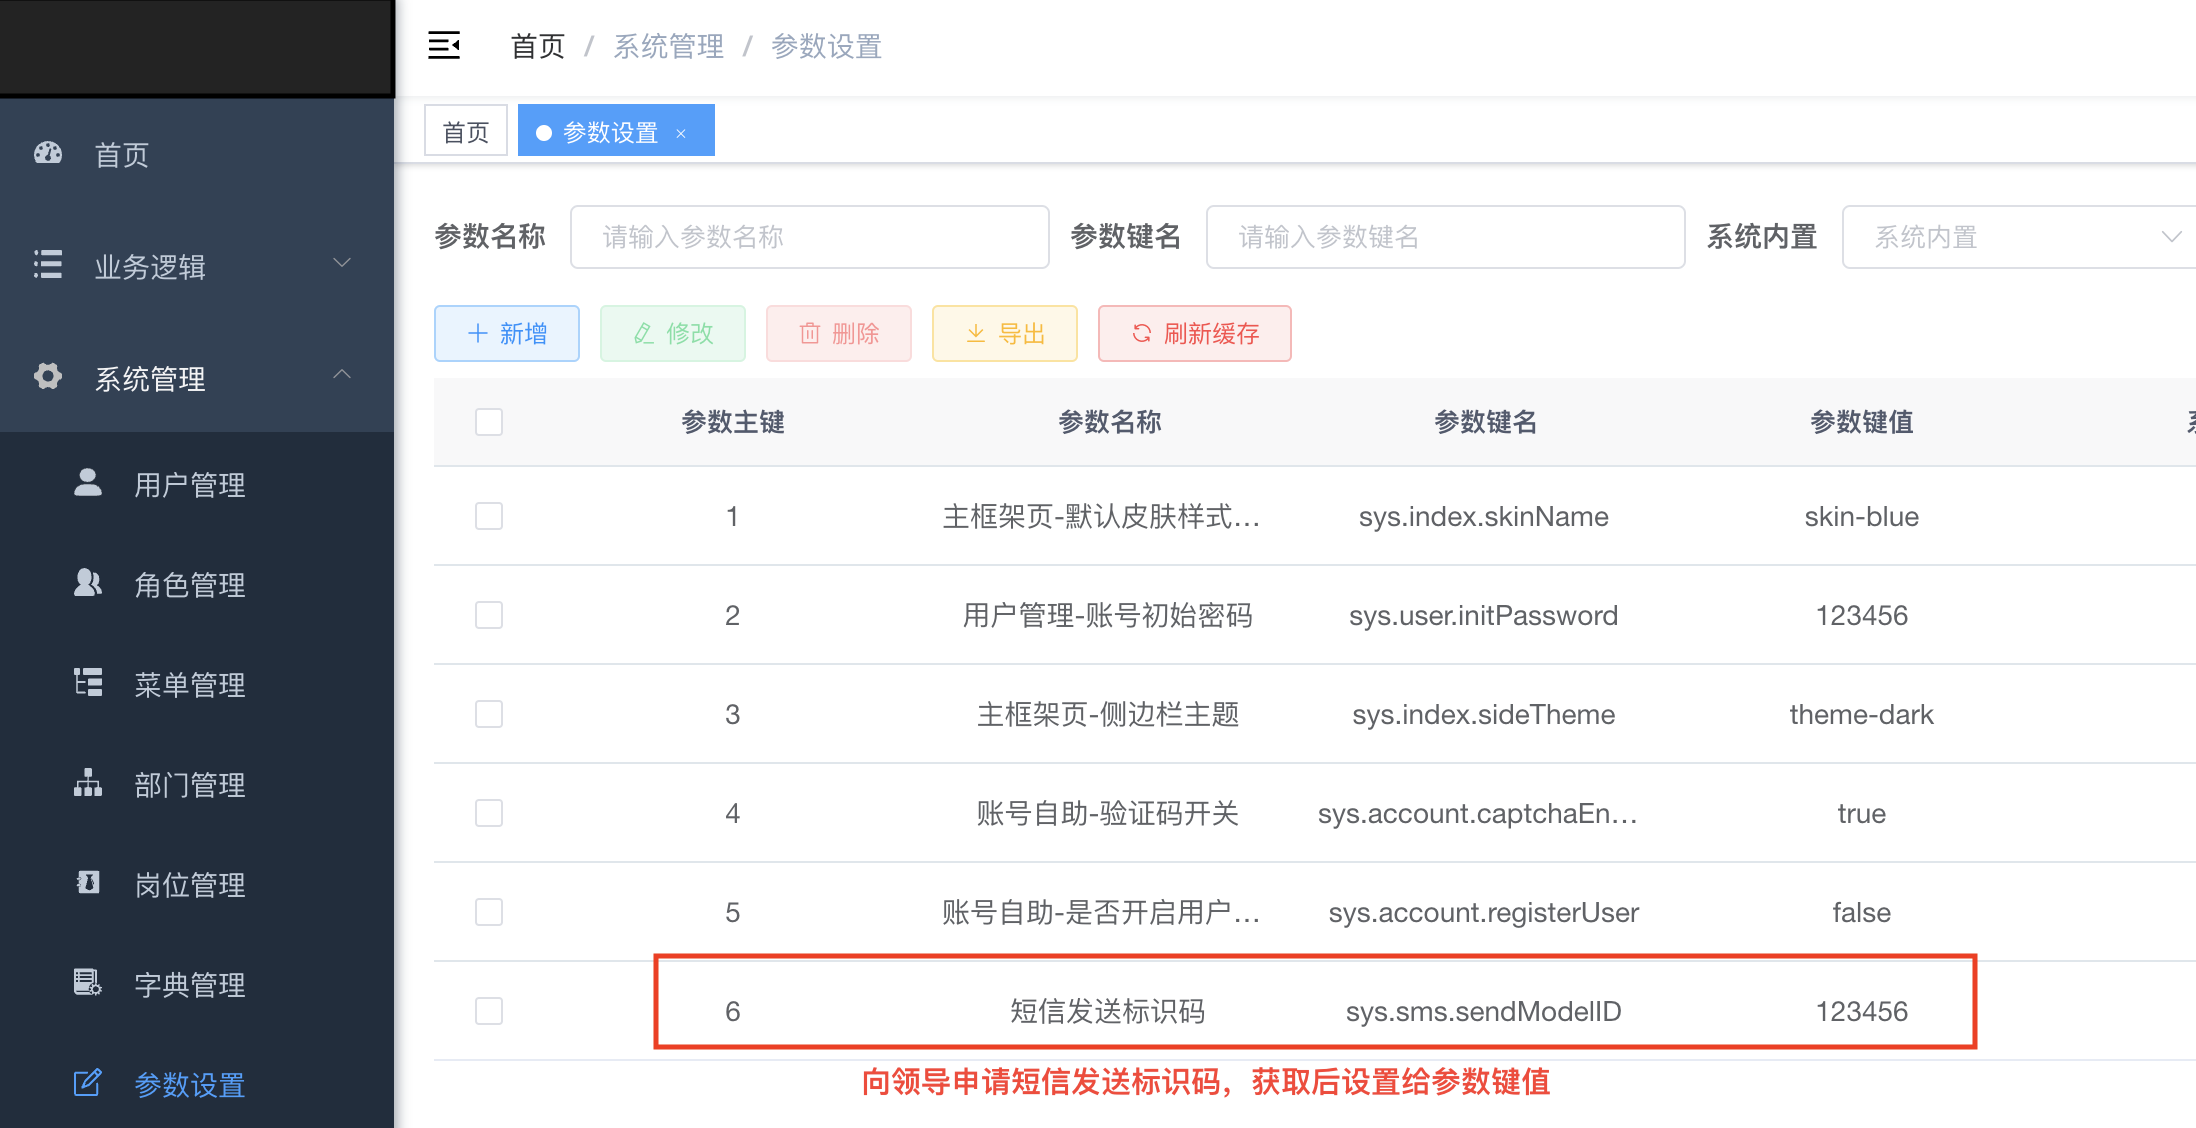 首页 / 系统管理 / 参数设置
首页
参数设置 ×
首页
业务逻辑
系统管理
用户管理
角色管理
菜单管理
部门管理
岗位管理
字典管理
参数设置
参数名称 请输入参数名称 参数键名 请输入参数键名 系统内置 系统内置
新增 修改 删除 导出 刷新缓存
参数主键 参数名称 参数键名 参数键值
1 主框架页-默认皮肤样式... sys.index.skinName skin-blue
2 用户管理-账号初始密码 sys.user.initPassword 123456
3 主框架页-侧边栏主题 sys.index.sideTheme theme-dark
4 账号自助-验证码开关 sys.account.captchaEn... true
5 账号自助-是否开启用户... sys.account.registerUser false
6 短信发送标识码 sys.sms.sendModelID 123456
向领导申请短信发送标识码，获取后设置给参数键值